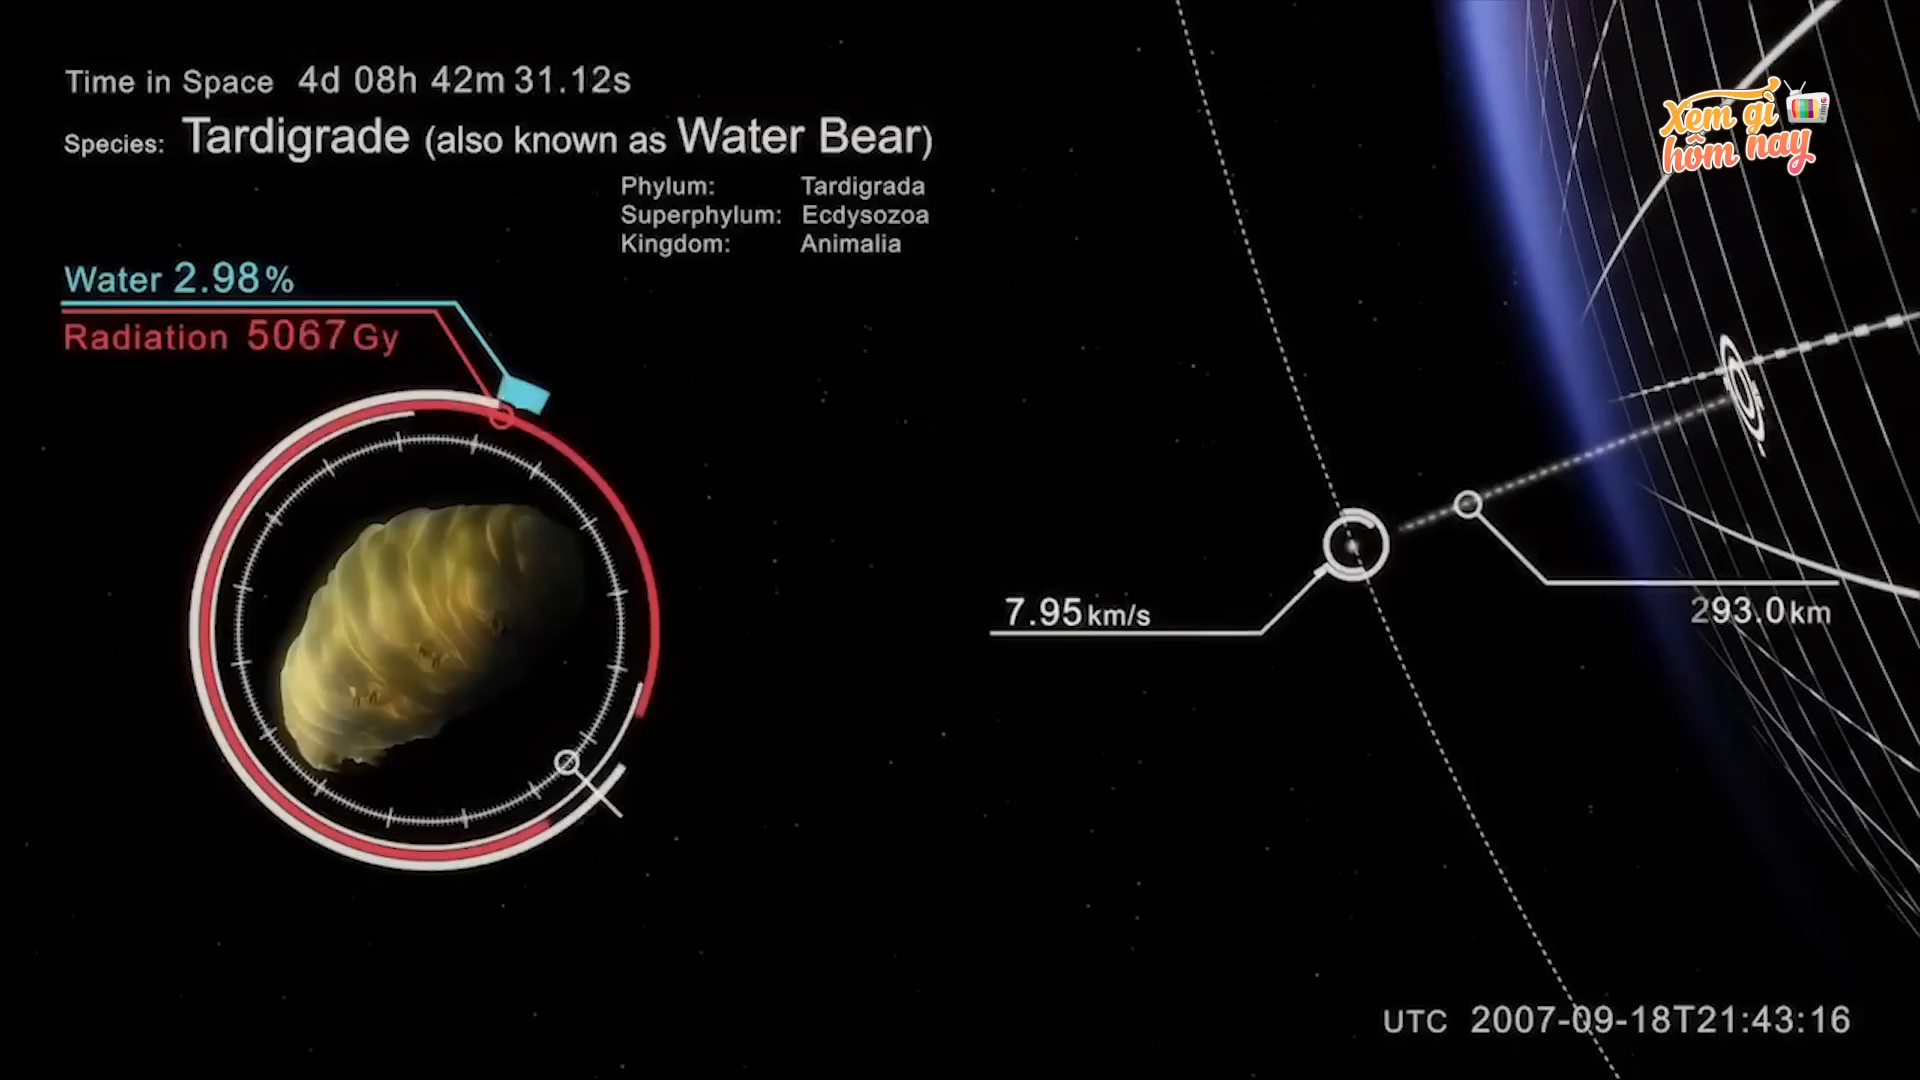 Time in Space 4d 08h 42m 31.12s
Species: Tardigrade (also known as Water Bear)
Phylum: Tardigrada
Superphylum: Ecdysozoa
Kingdom: Animalia
Xem gì
hôm nay
Water 2.98%
Radiation 5067 Gy
7.95 km/s
293.0 km
UTC 2007-09-18T21:43:16